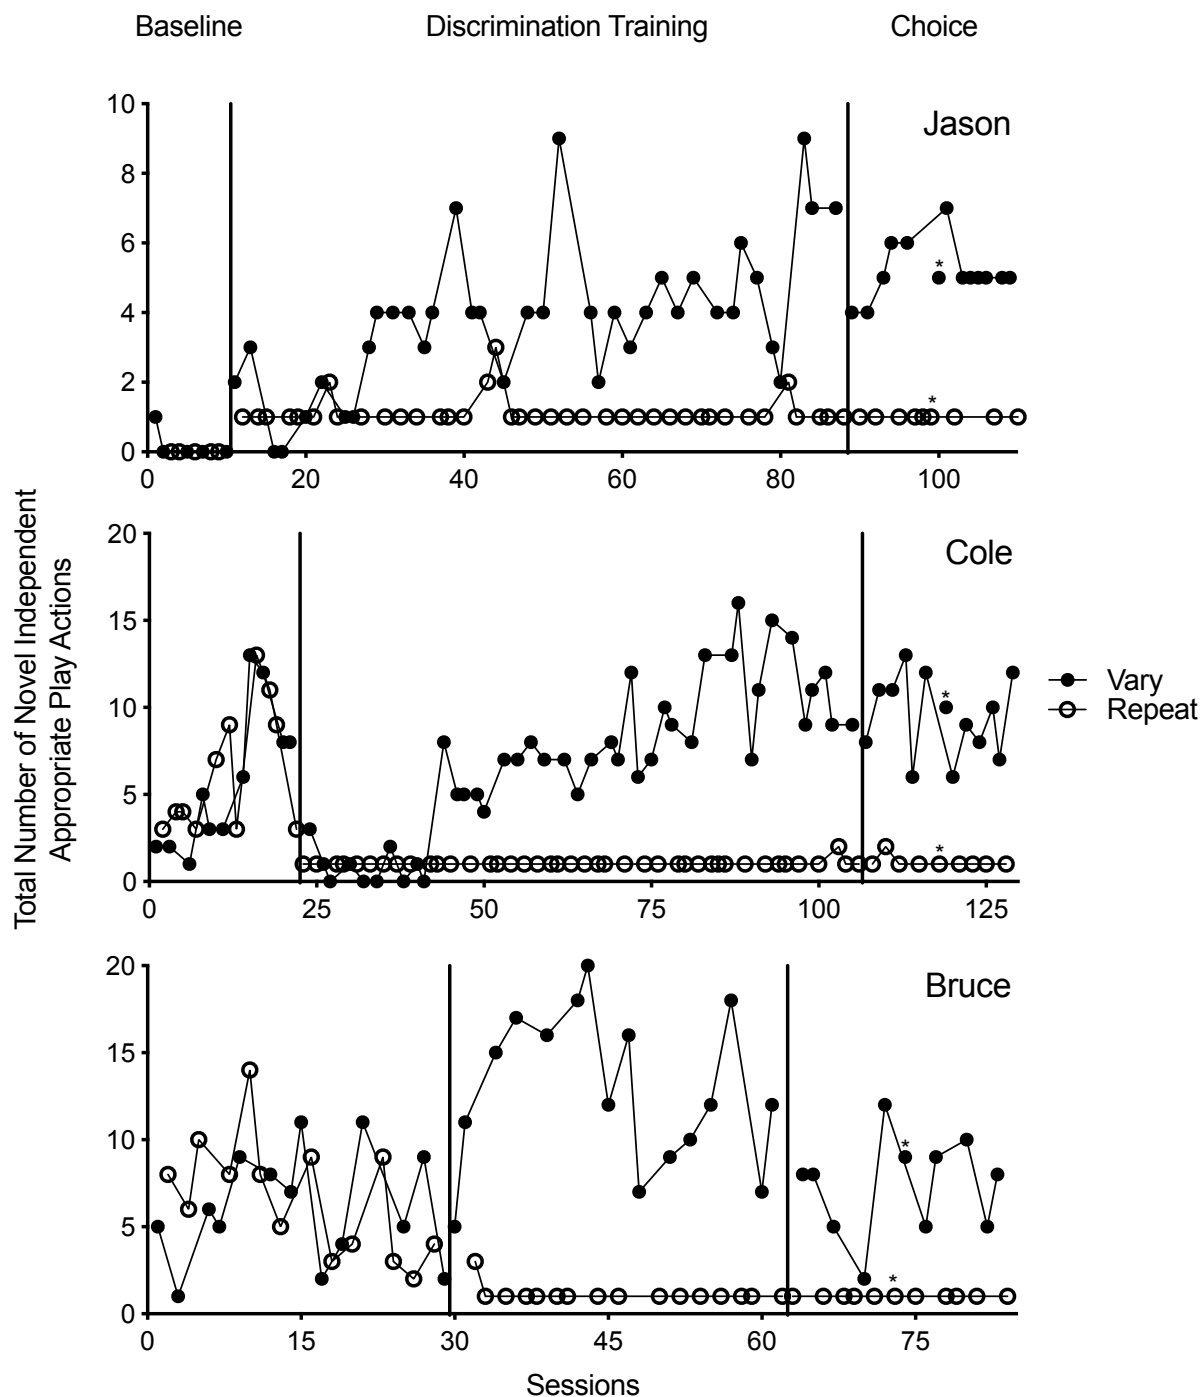 Baseline Discrimination Training Choice
Jason
10
8
6
4
2
0
0 20 40 60 80 100
*
*
Total Number of Novel Independent
Appropriate Play Actions
Cole
20
15
10
5
0
0 25 50 75 100 125
*
*
Vary
Repeat
Bruce
20
15
10
5
0
0 15 30 45 60 75
*
*
Sessions